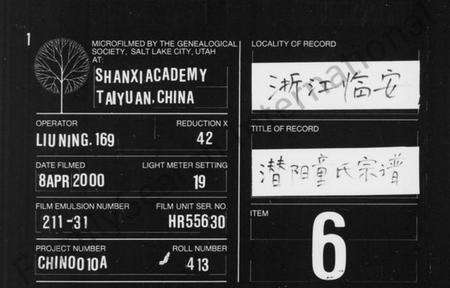 1
MICROFILMED BY THE GENEALOGICAL
SOCIETY, SALT LAKE CITY, UTAH
AT:
SHANXI ACADEMY
TAIYUAN, CHINA
OPERATOR
LIU NING. 169
REDUCTION X
42
DATE FILMED
8 APR 2000
LIGHT METER SETTING
19
FILM EMULSION NUMBER
211-31
FILM UNIT SER. NO.
HR55630
PROJECT NUMBER
CHIN0010A
ROLL NUMBER
413
LOCALITY OF RECORD
浙江临安
TITLE OF RECORD
潜阳童氏宗谱
ITEM
6